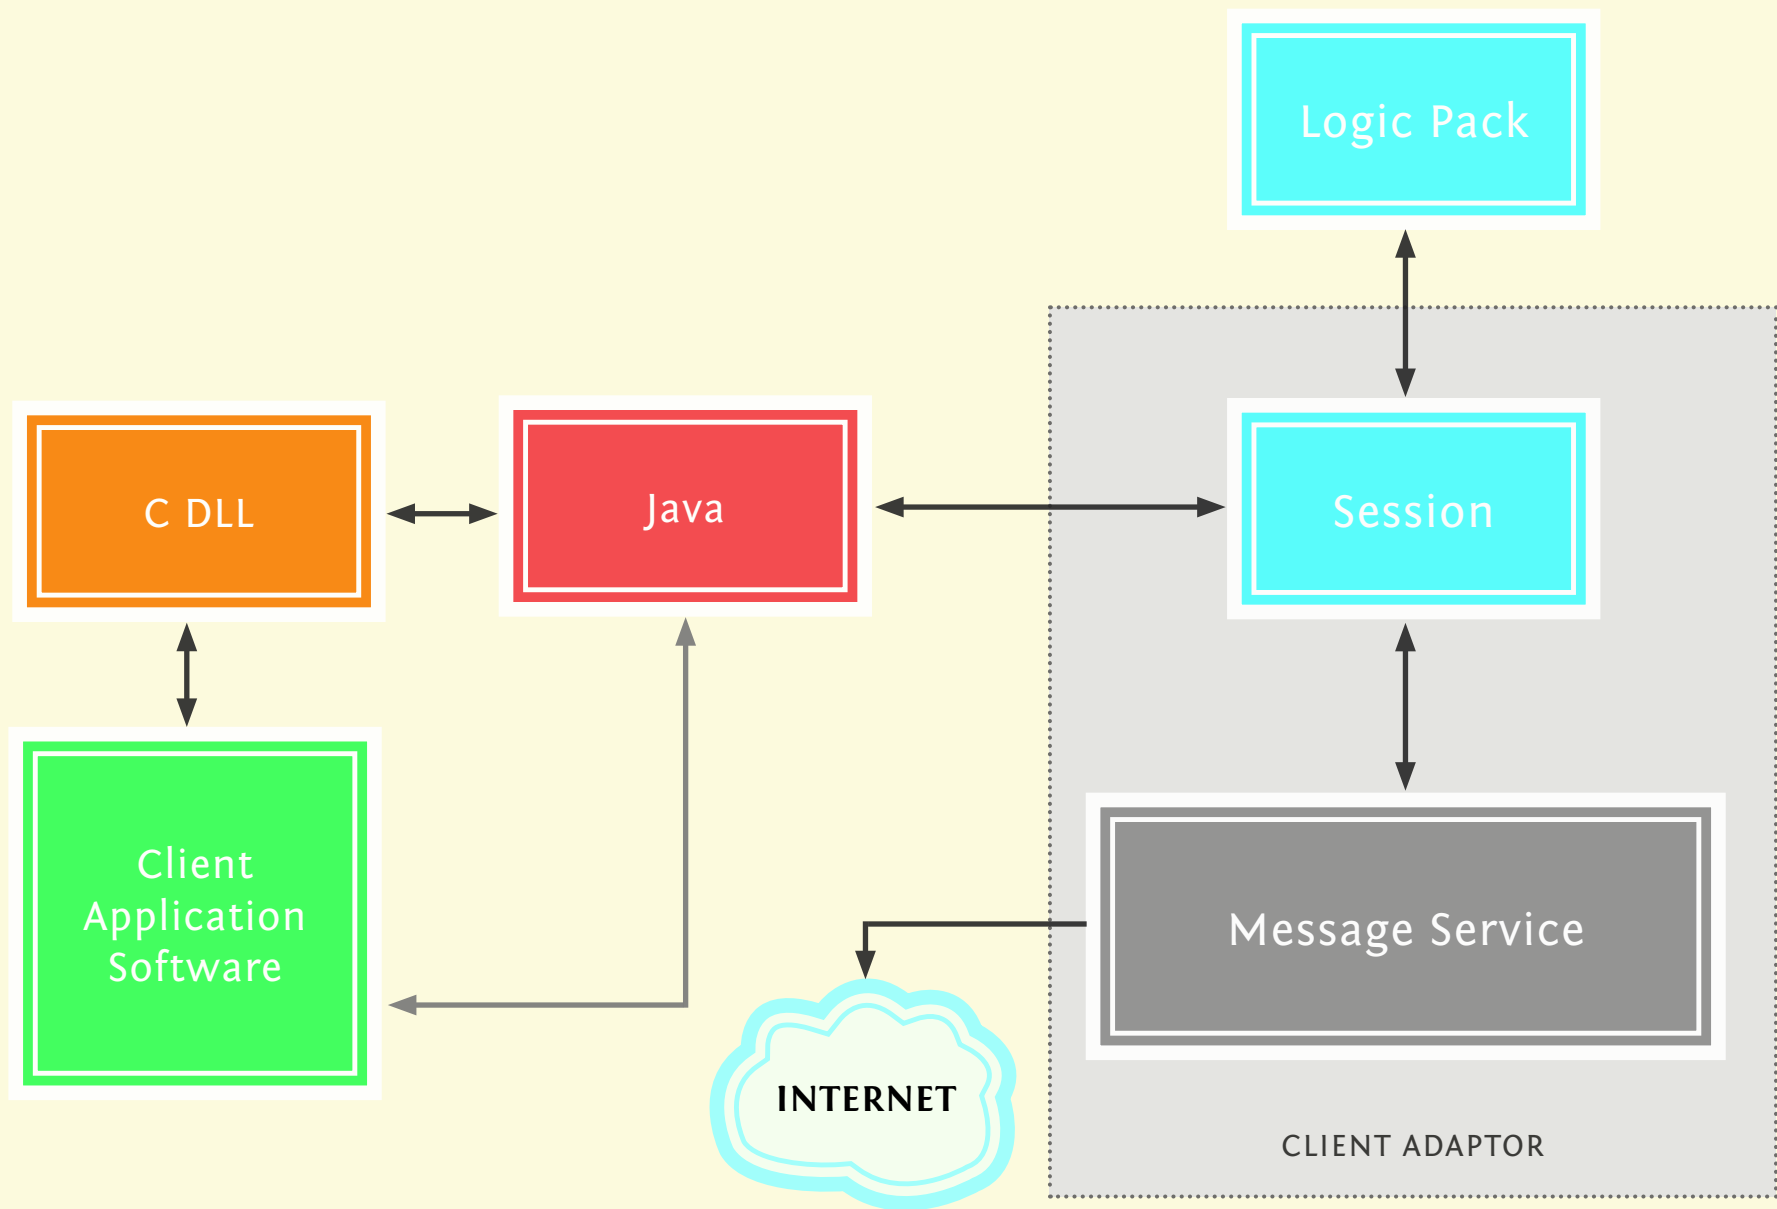 Logic Pack
C DLL
Java
Session
Client
Application
Software
Message Service
INTERNET
CLIENT ADAPTOR